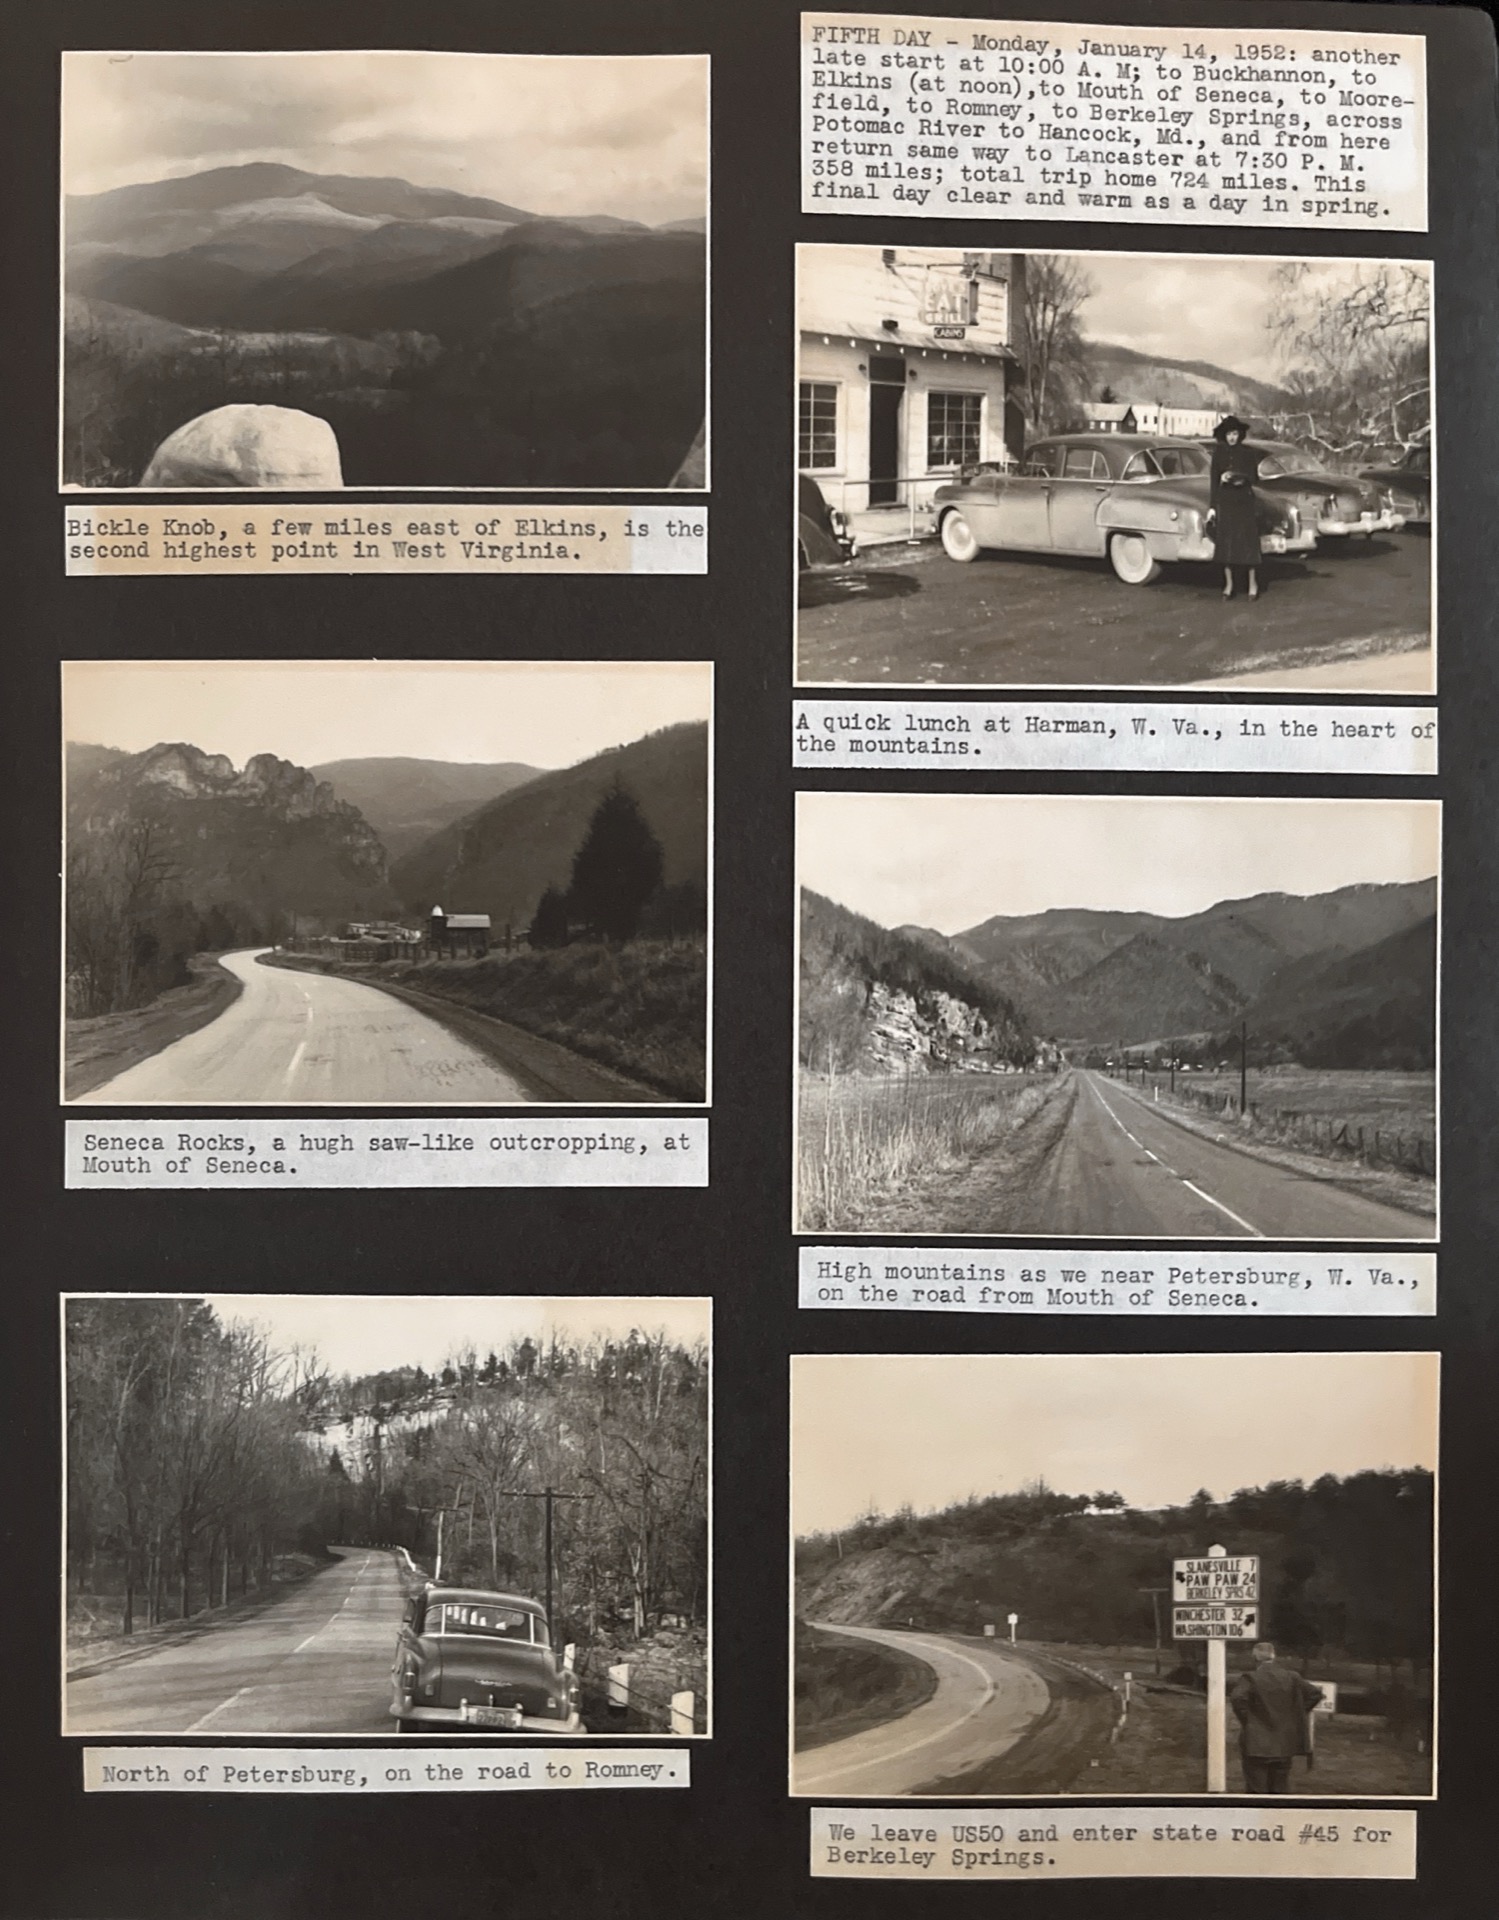 FIFTH DAY - Monday, January 14, 1952: another
late start at 10:00 A. M; to Buckhannon, to
Elkins (at noon),to Mouth of Seneca, to Moore-
field, to Romney, to Berkeley Springs, across
Potomac River to Hancock, Md., and from here
return same way to Lancaster at 7:30 P. M.
358 miles; total trip home 724 miles. This
final day clear and warm as a day in spring.
Bickle Knob, a few miles east of Elkins, is the
second highest point in West Virginia.
EAT
GRILL
CABINS
A quick lunch at Harman, W. Va., in the heart of
the mountains.
Seneca Rocks, a hugh saw-like outcropping, at
Mouth of Seneca.
High mountains as we near Petersburg, W. Va.,
on the road from Mouth of Seneca.
North of Petersburg, on the road to Romney.
SLANESVILLE 7
PAW PAW 24
BERKELEY SPRS 42
WINCHESTER 32
WASHINGTON 106
We leave US50 and enter state road #45 for
Berkeley Springs.